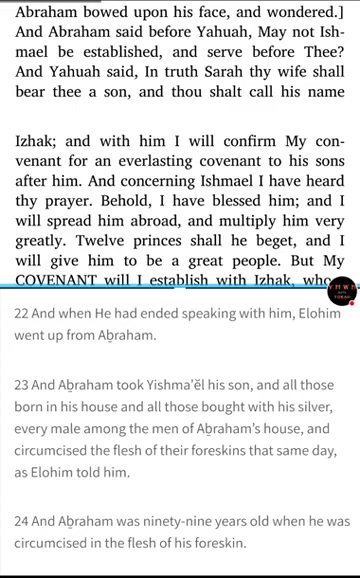 Abraham bowed upon his face, and wondered.]
And Abraham said before Yahuah, May not Ish-
mael be established, and serve before Thee?
And Yahuah said, In truth Sarah thy wife shall
bear thee a son, and thou shalt call his name
Izhak; and with him I will confirm My con-
venant for an everlasting covenant to his sons
after him. And concerning Ishmael I have heard
thy prayer. Behold, I have blessed him; and I
will spread him abroad, and multiply him very
greatly. Twelve princes shall he beget, and I
will give him to be a great people. But My
COVENANT will I establish with Izhak,
22 And when He had ended speaking with him, Elohim
went up from Aḇraham.
23 And Aḇraham took Yishma‛ĕl his son, and all those
born in his house and all those bought with his silver,
every male among the men of Aḇraham’s house, and
circumcised the flesh of their foreskins that same day,
as Elohim told him.
24 And Aḇraham was ninety-nine years old when he was
circumcised in the flesh of his foreskin.